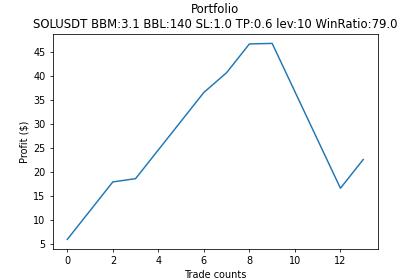 Portfolio
SOLUSDT BBM:3.1 BBL:140 SL:1.0 TP:0.6 lev:10 WinRatio:79.0
Profit ($)
45
40
35
30
25
20
15
10
5
0 2 4 6 8 10 12
Trade counts